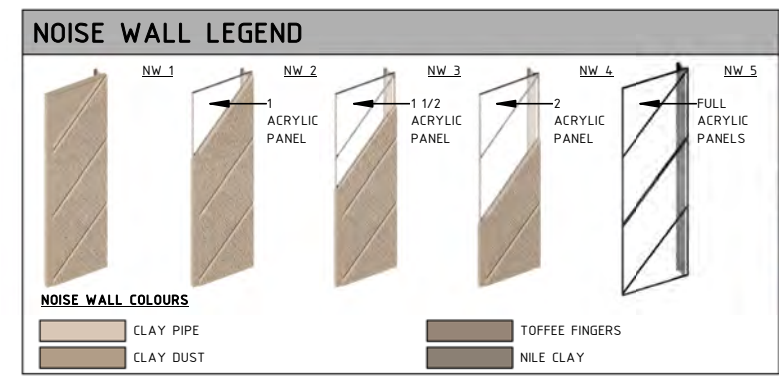 NOISE WALL LEGEND
NW 1
NW 2
NW 3
NW 4
NW 5
1
ACRYLIC
PANEL
1 1/2
ACRYLIC
PANEL
2
ACRYLIC
PANEL
FULL
ACRYLIC
PANELS
NOISE WALL COLOURS
CLAY PIPE
TOFFEE FINGERS
CLAY DUST
NILE CLAY